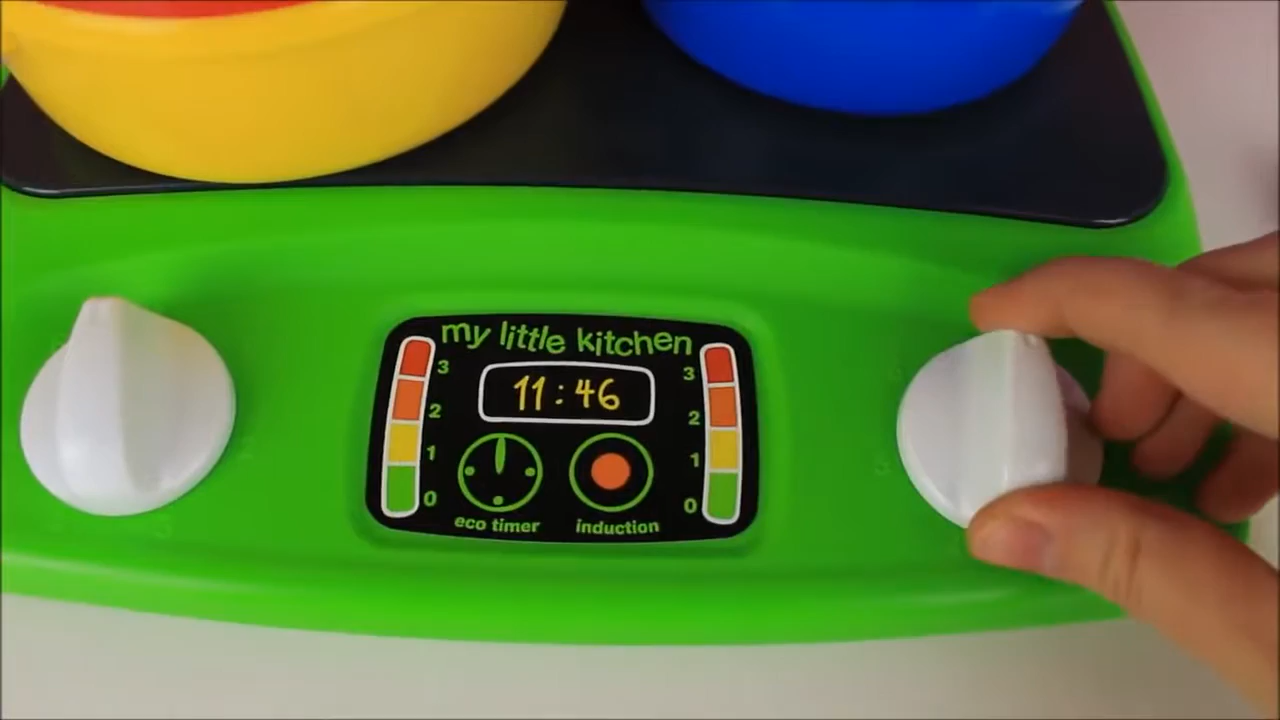 my little kitchen
3 11:46 3
2 2
1 1
0 0
eco timer induction